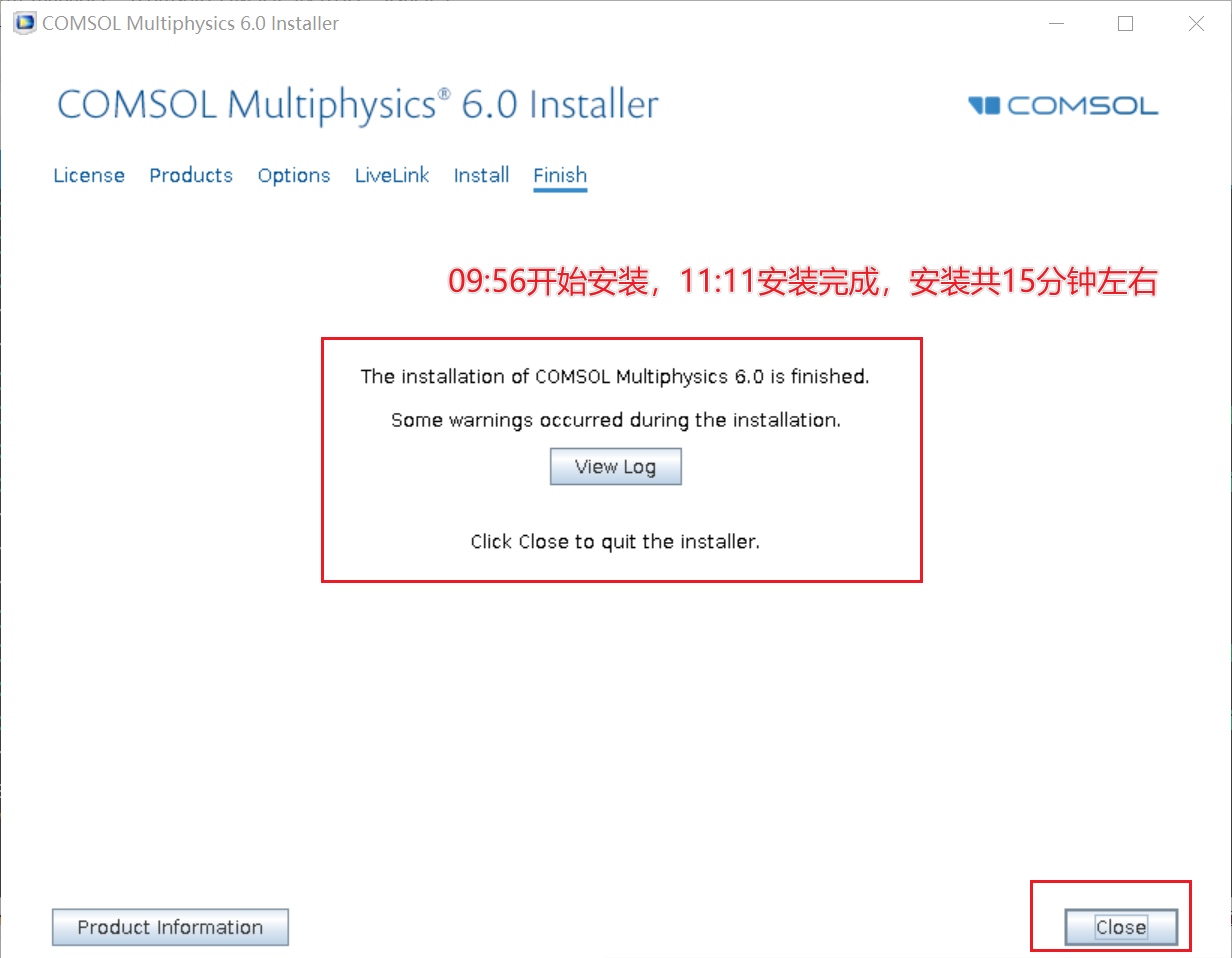 COMSOL Multiphysics 6.0 Installer
COMSOL Multiphysics® 6.0 Installer
COMSOL
License Products Options LiveLink Install Finish
09:56开始安装，11:11安装完成，安装共15分钟左右
The installation of COMSOL Multiphysics 6.0 is finished.
Some warnings occurred during the installation.
View Log
Click Close to quit the installer.
Product Information
Close